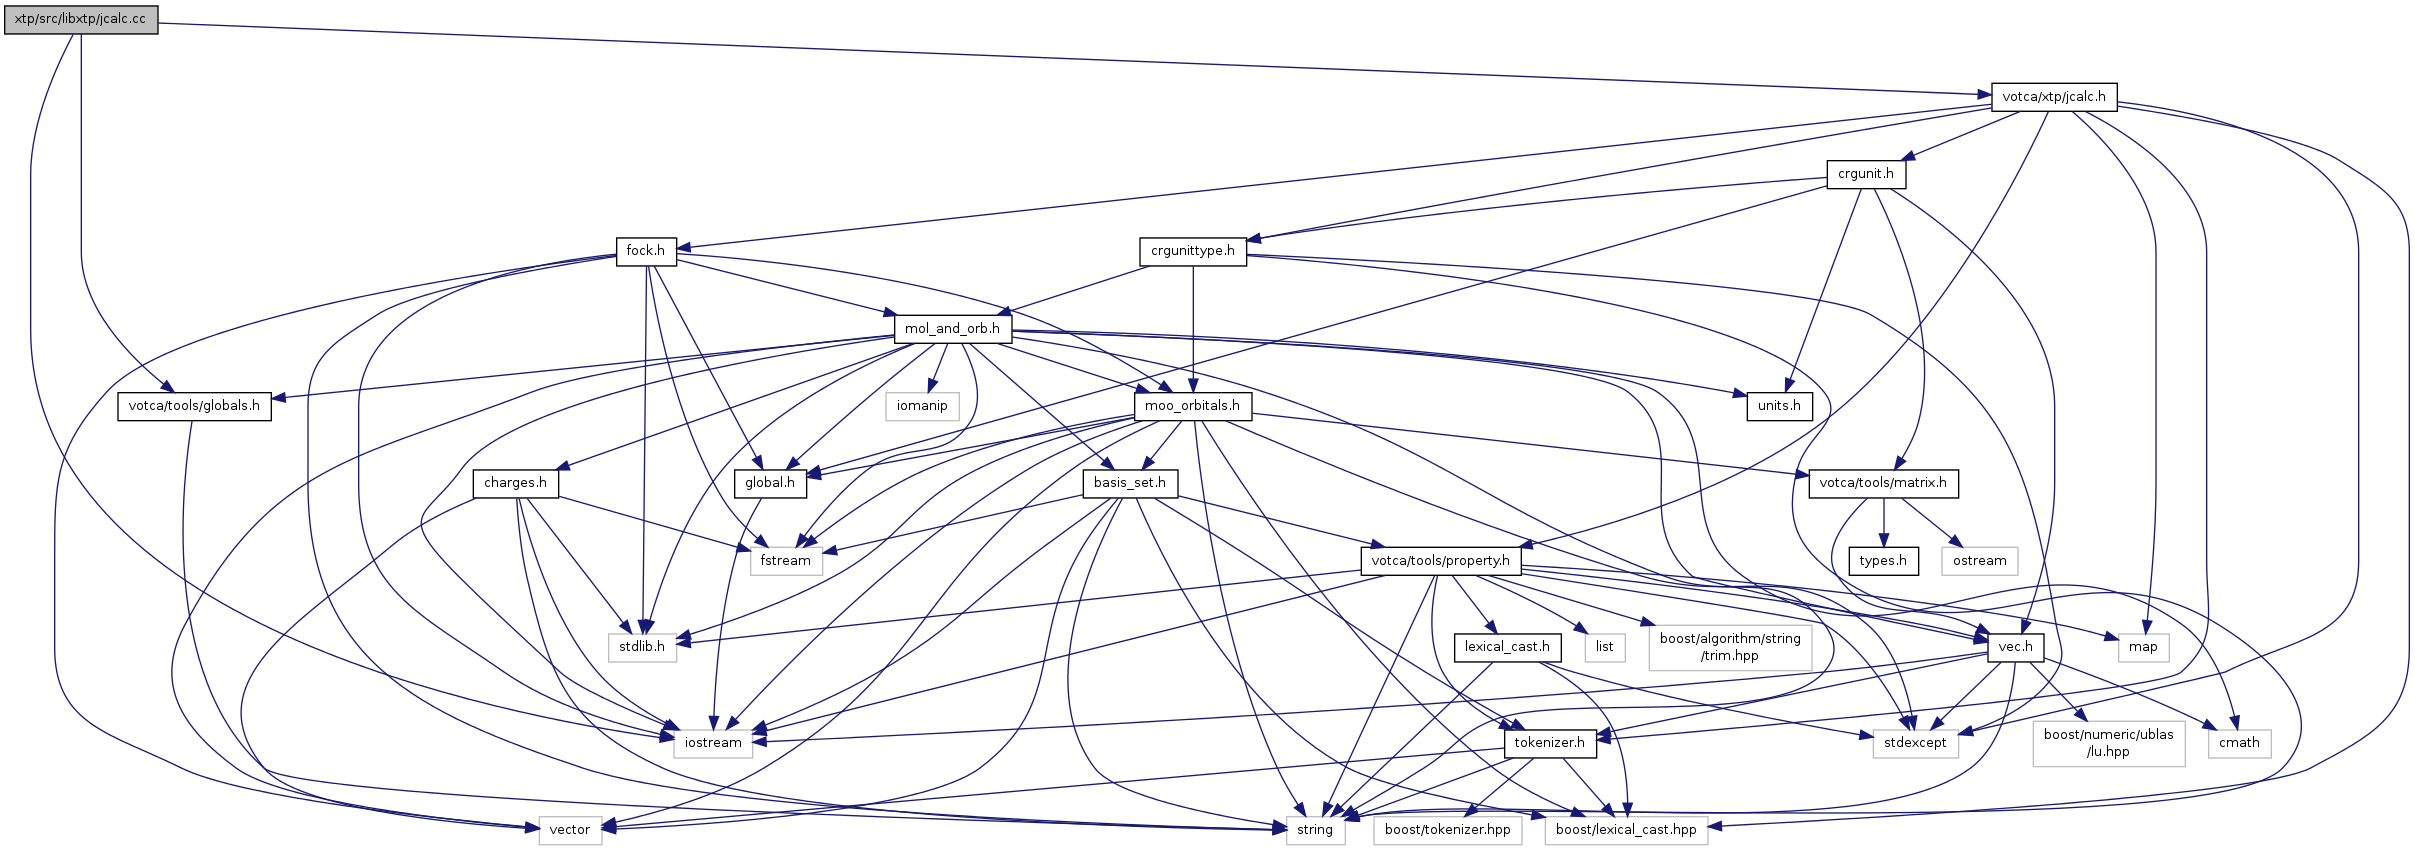 xtp/src/libxtp/jcalc.cc
votca/xtp/jcalc.h
crgunit.h
fock.h
crgunittype.h
mol_and_orb.h
votca/tools/globals.h
iomanip
moo_orbitals.h
units.h
charges.h
global.h
basis_set.h
votca/tools/matrix.h
fstream
votca/tools/property.h
types.h
ostream
stdlib.h
lexical_cast.h
list
boost/algorithm/string
/trim.hpp
vec.h
map
iostream
tokenizer.h
stdexcept
boost/numeric/ublas
/lu.hpp
cmath
vector
string
boost/tokenizer.hpp
boost/lexical_cast.hpp